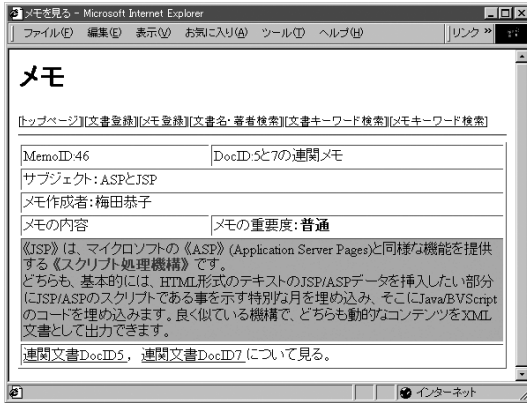 メモを見る - Microsoft Internet Explorer
ファイル(F) 編集(E) 表示(V) お気に入り(A) ツール(T) ヘルプ(H) リンク »
メモ
[トップページ][文書登録][メモ登録][文書名・著者検索][文書キーワード検索][メモキーワード検索]
MemoID:46 DocID:5と7の連関メモ
サブジェクト:ASPとJSP
メモ作成者:梅田恭子
メモの内容 メモの重要度:普通
《JSP》は、マイクロソフトの《ASP》(Application Server Pages)と同様な機能を提供
する《スクリプト処理機構》です。
どちらも、基本的には、HTML形式のテキストのJSP/ASPデータを挿入したい部分
にJSP/ASPのスクリプトである事を示す特別な月を埋め込み、そこにJava/BVScript
のコードを埋め込みます。良く似ている機構で、どちらも動的なコンテンツをXML
文書として出力できます。
連関文書DocID5, 連関文書DocID7について見る。
インターネット